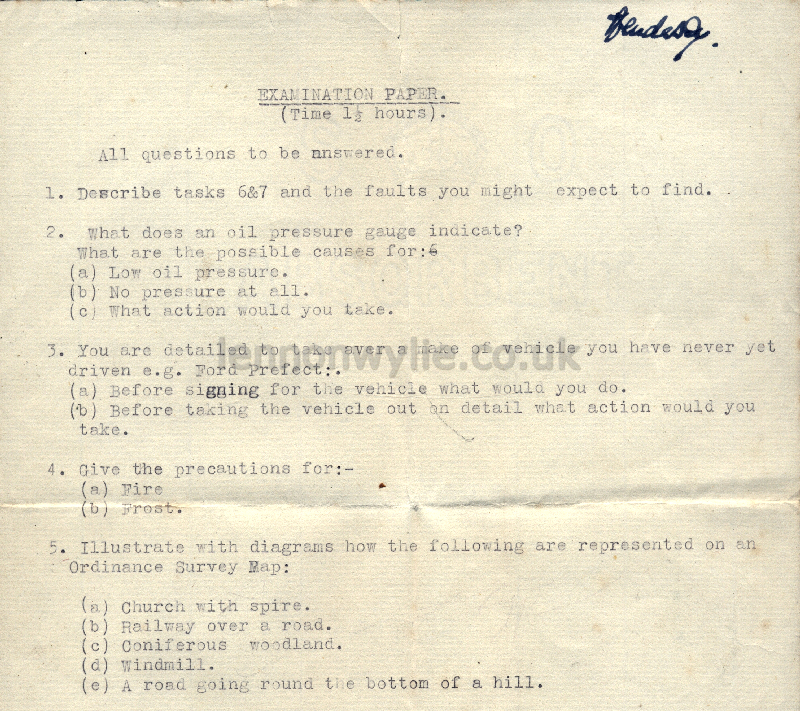 EXAMINATION PAPER.
(Time 1½ hours).
All questions to be answered.
1. Describe tasks 6&7 and the faults you might expect to find.
2. What does an oil pressure gauge indicate?
What are the possible causes for:6
(a) Low oil pressure.
(b) No pressure at all.
(c) What action would you take.
lennonwylie.co.uk
3. You are detailed to take over a make of vehicle you have never yet
driven e.g. Ford Prefect:.
(a) Before signing for the vehicle what would you do.
(b) Before taking the vehicle out on detail what action would you
take.
4. Give the precautions for:-
(a) Fire
(b) Frost.
5. Illustrate with diagrams how the following are represented on an
Ordinance Survey Map:
(a) Church with spire.
(b) Railway over a road.
(c) Coniferous woodland.
(d) Windmill.
(e) A road going round the bottom of a hill.